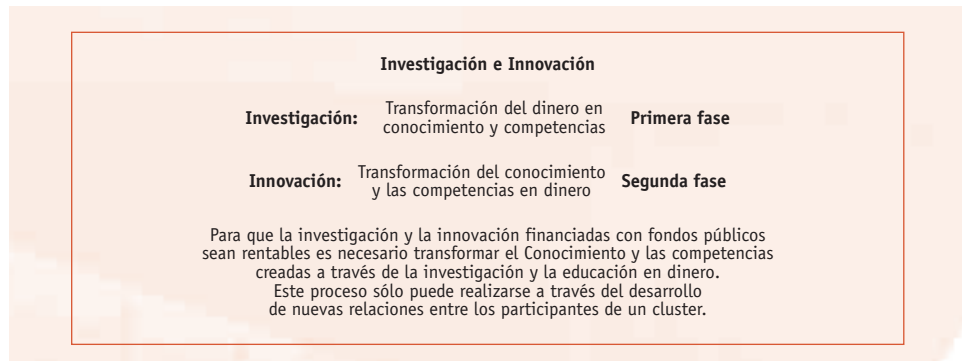 Investigación e Innovación
Investigación: Transformación del dinero en conocimiento y competencias Primera fase
Innovación: Transformación del conocimiento y las competencias en dinero Segunda fase
Para que la investigación y la innovación financiadas con fondos públicos
sean rentables es necesario transformar el Conocimiento y las competencias
creadas a través de la investigación y la educación en dinero.
Este proceso sólo puede realizarse a través del desarrollo
de nuevas relaciones entre los participantes de un cluster.